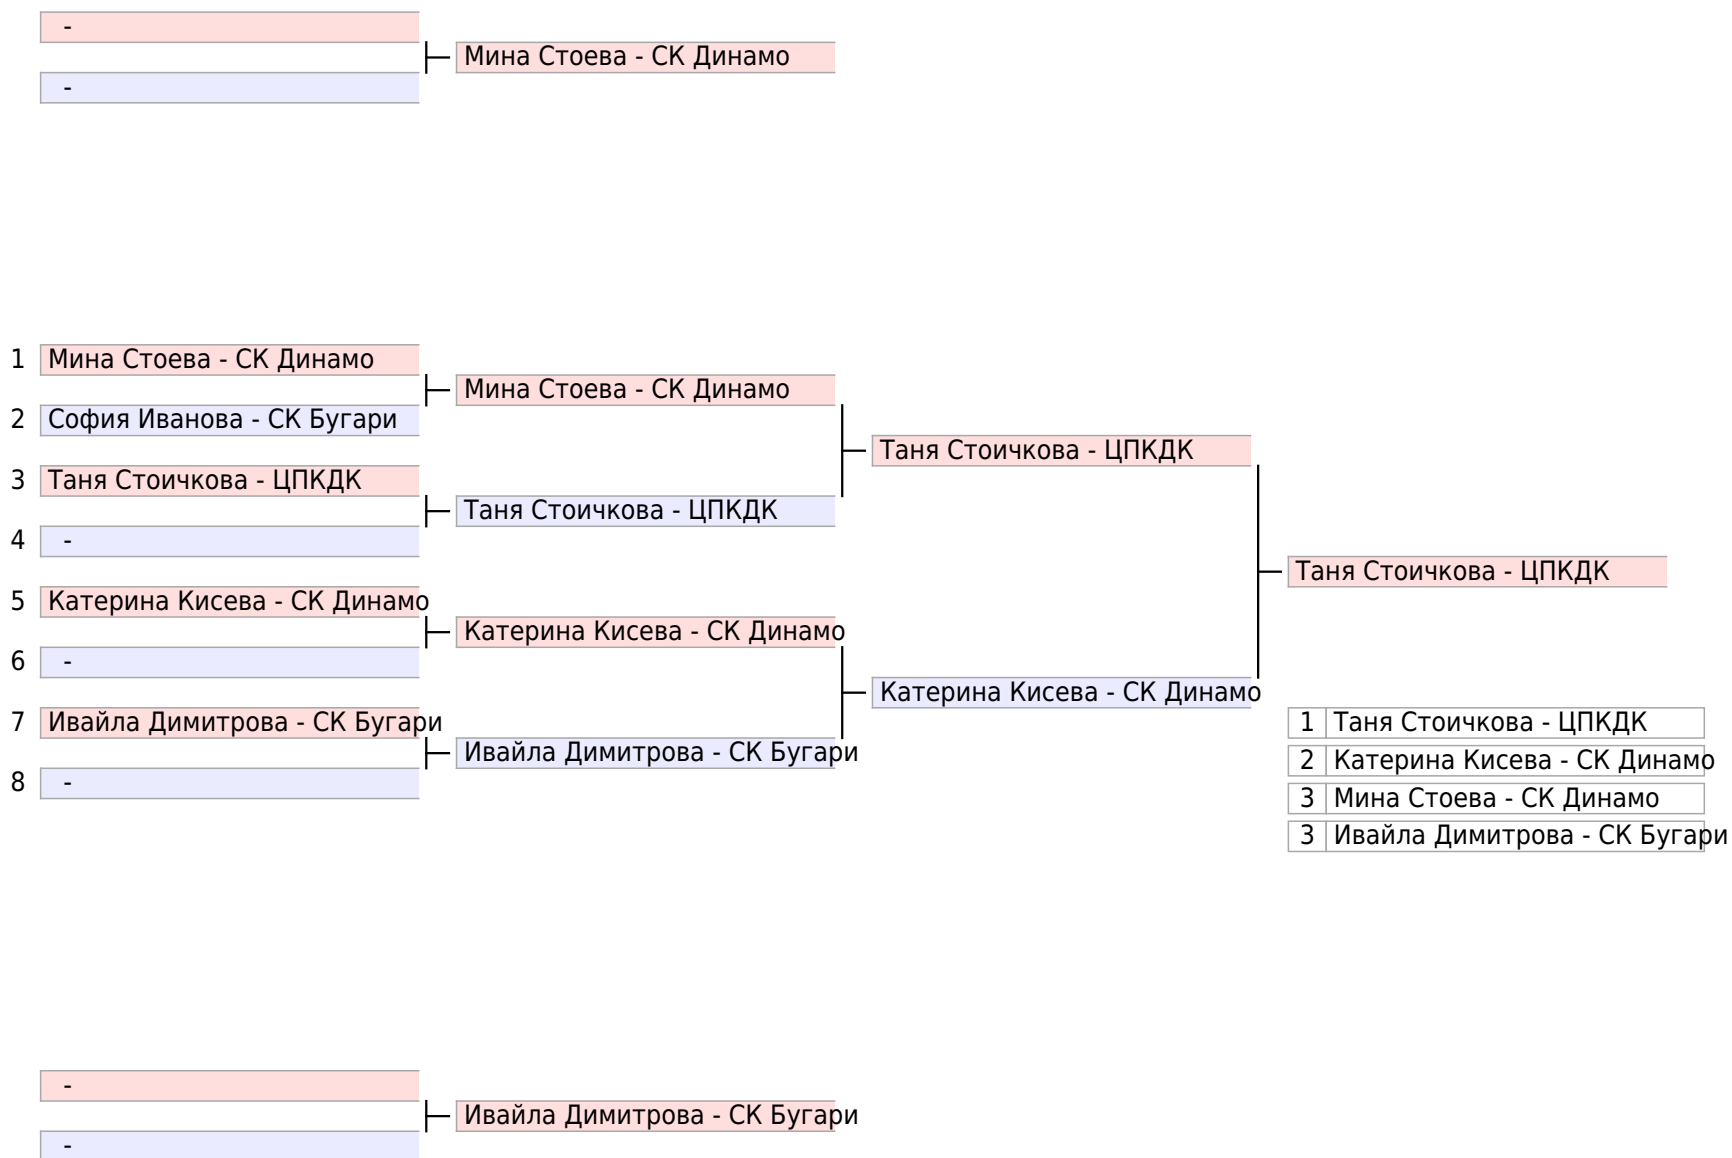 -
Мина Стоева - СК Динамо
-
1 Мина Стоева - СК Динамо
Мина Стоева - СК Динамо
2 София Иванова - СК Бугари
Таня Стоичкова - ЦПКДК
3 Таня Стоичкова - ЦПКДК
Таня Стоичкова - ЦПКДК
4 -
Таня Стоичкова - ЦПКДК
5 Катерина Кисева - СК Динамо
Катерина Кисева - СК Динамо
6 -
Катерина Кисева - СК Динамо
7 Ивайла Димитрова - СК Бугари
Ивайла Димитрова - СК Бугари
8 -
1 Таня Стоичкова - ЦПКДК
2 Катерина Кисева - СК Динамо
3 Мина Стоева - СК Динамо
3 Ивайла Димитрова - СК Бугари
-
Ивайла Димитрова - СК Бугари
-